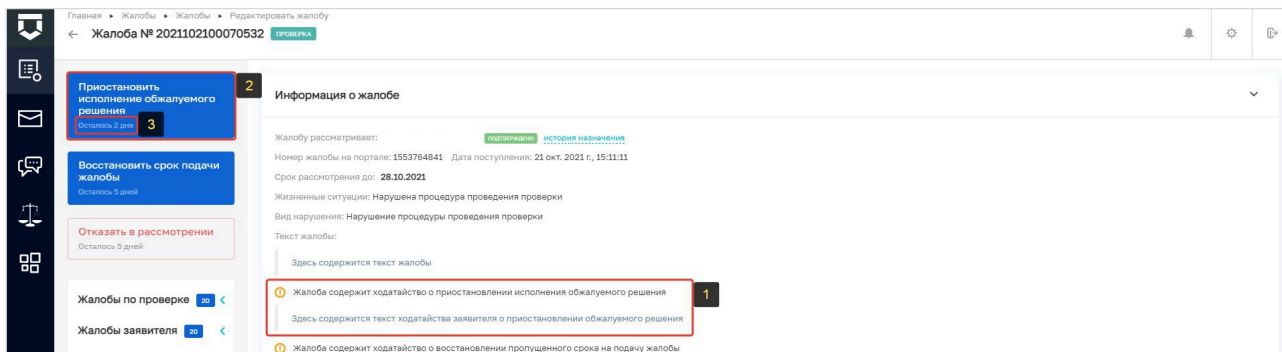 Главная ▸ Жалобы ▸ Жалобы ▸ Редактировать жалобу
← Жалоба № 2021102100070532 ПРОВЕРКА
Приостановить
исполнение обжалуемого
решения
Осталось 2 дня
2
3
Восстановить срок подачи
жалобы
Осталось 5 дней
Отказать в рассмотрении
Осталось 5 дней
Жалобы по проверке 20
Жалобы заявителя 20
Информация о жалобе
Жалобу рассматривает: ПОДТВЕРЖДЕНО история назначения
Номер жалобы на портале: 1553764841 Дата поступления: 21 окт. 2021 г., 15:11:11
Срок рассмотрения до: 28.10.2021
Жизненные ситуации: Нарушена процедура проведения проверки
Вид нарушения: Нарушение процедуры проведения проверки
Текст жалобы:
Здесь содержится текст жалобы
Жалоба содержит ходатайство о приостановлении исполнения обжалуемого решения
1
Здесь содержится текст ходатайства заявителя о приостановлении обжалуемого решения
Жалоба содержит ходатайство о восстановлении пропущенного срока на подачу жалобы